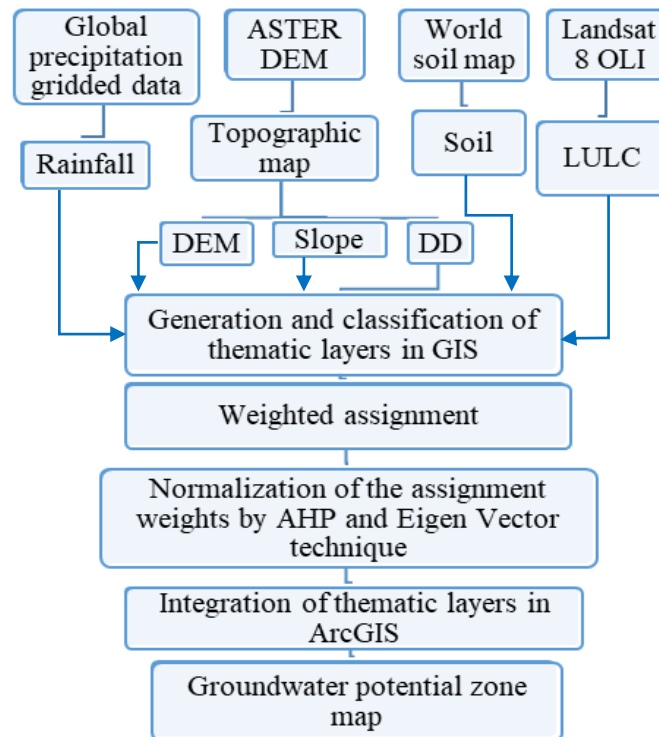 Global
precipitation
gridded data
ASTER
DEM
World
soil map
Landsat
8 OLI
Rainfall
Topographic
map
Soil
LULC
DEM
Slope
DD
Generation and classification of
thematic layers in GIS
Weighted assignment
Normalization of the assignment
weights by AHP and Eigen Vector
technique
Integration of thematic layers in
ArcGIS
Groundwater potential zone
map